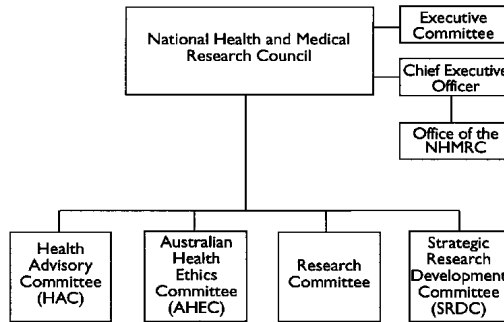 National Health and Medical
Research Council
Executive
Committee
Chief Executive
Officer
Office of the
NHMRC
Health
Advisory
Committee
(HAC)
Australian
Health
Ethics
Committee
(AHEC)
Research
Committee
Strategic
Research
Development
Committee
(SRDC)